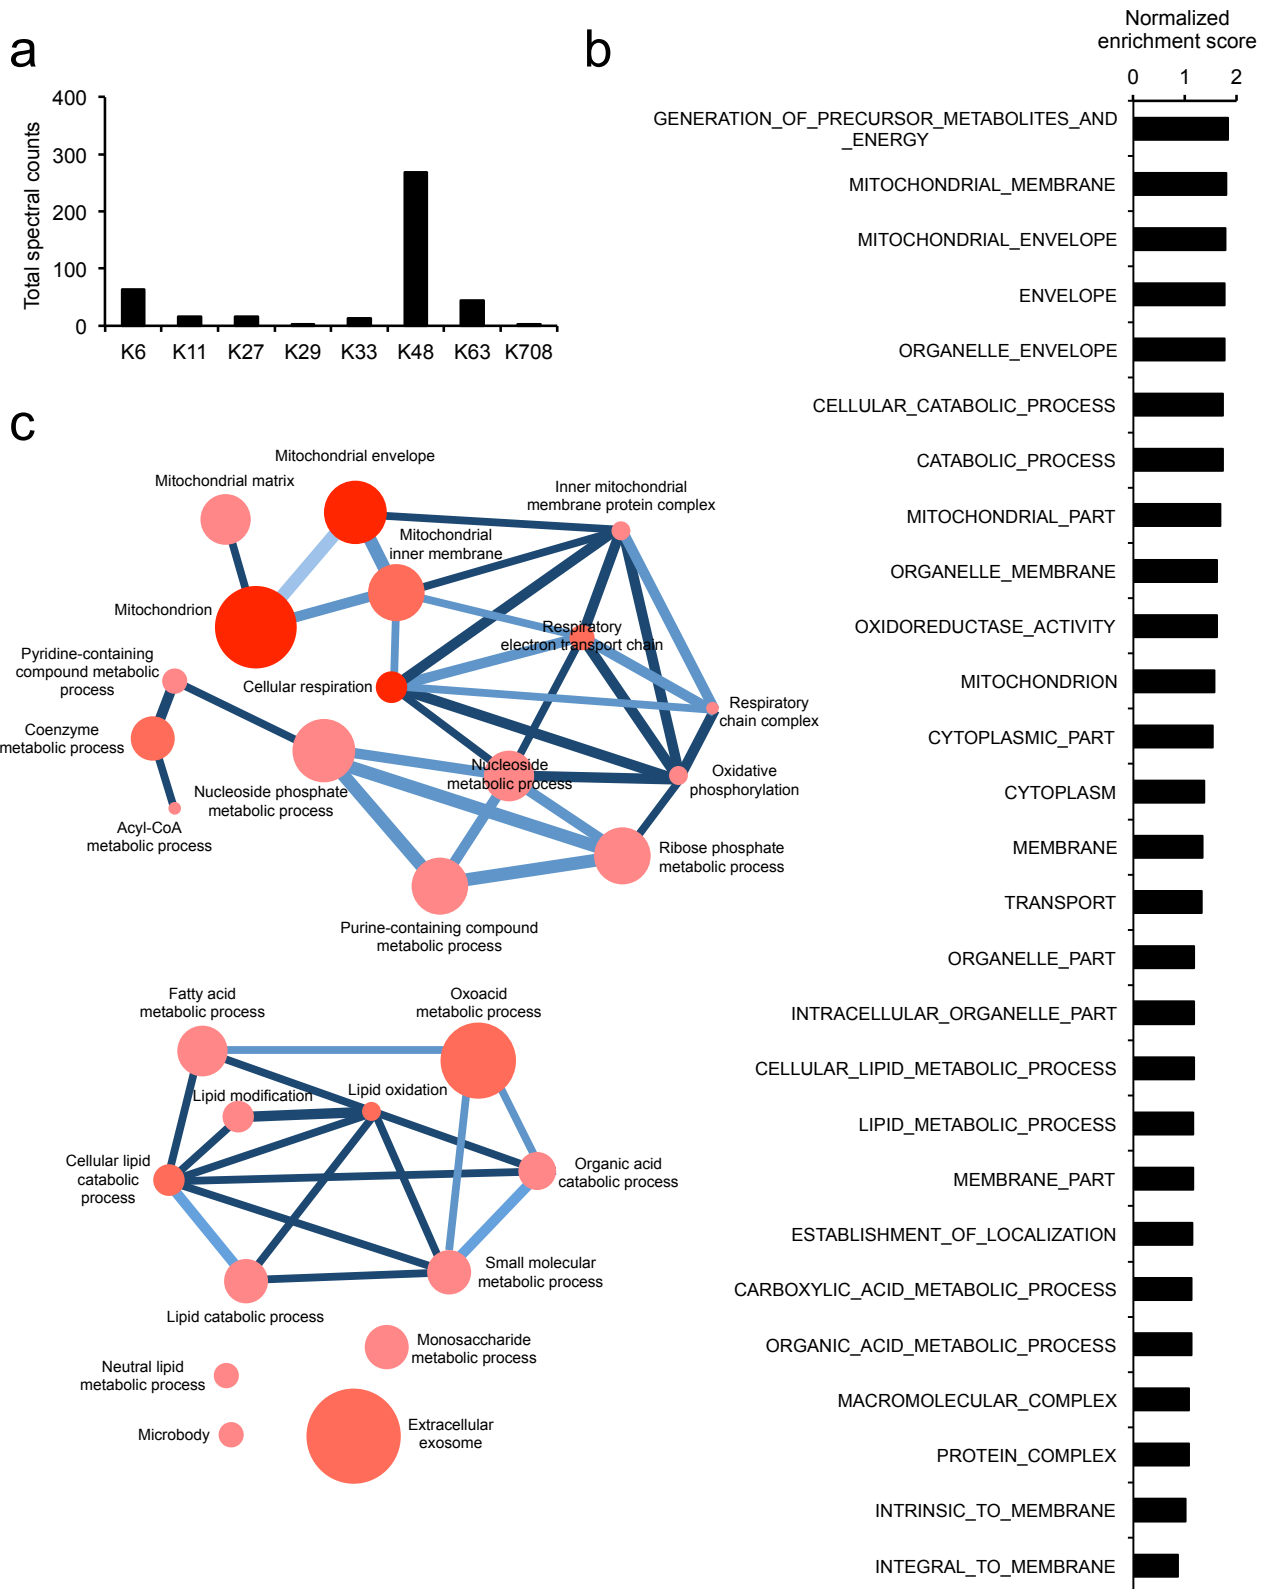 a
Total spectral counts
400
300
200
100
0
K6
K11
K27
K29
K33
K48
K63
K708
b
Normalized
enrichment score
0
1
2
GENERATION_OF_PRECURSOR_METABOLITES_AND
_ENERGY
MITOCHONDRIAL_MEMBRANE
MITOCHONDRIAL_ENVELOPE
ENVELOPE
ORGANELLE_ENVELOPE
CELLULAR_CATABOLIC_PROCESS
CATABOLIC_PROCESS
MITOCHONDRIAL_PART
ORGANELLE_MEMBRANE
OXIDOREDUCTASE_ACTIVITY
MITOCHONDRION
CYTOPLASMIC_PART
CYTOPLASM
MEMBRANE
TRANSPORT
ORGANELLE_PART
INTRACELLULAR_ORGANELLE_PART
CELLULAR_LIPID_METABOLIC_PROCESS
LIPID_METABOLIC_PROCESS
MEMBRANE_PART
ESTABLISHMENT_OF_LOCALIZATION
CARBOXYLIC_ACID_METABOLIC_PROCESS
ORGANIC_ACID_METABOLIC_PROCESS
MACROMOLECULAR_COMPLEX
PROTEIN_COMPLEX
INTRINSIC_TO_MEMBRANE
INTEGRAL_TO_MEMBRANE
c
Mitochondrial envelope
Mitochondrial matrix
Inner mitochondrial
membrane protein complex
Mitochondrial
inner membrane
Mitochondrion
Respiratory
electron transport chain
Pyridine-containing
compound metabolic
process
Cellular respiration
Respiratory
chain complex
Coenzyme
metabolic process
Nucleoside
metabolic process
Oxidative
phosphorylation
Nucleoside phosphate
metabolic process
Acyl-CoA
metabolic process
Ribose phosphate
metabolic process
Purine-containing compound
metabolic process
Fatty acid
metabolic process
Oxoacid
metabolic process
Lipid modification
Lipid oxidation
Cellular lipid
catabolic
process
Organic acid
catabolic process
Small molecular
metabolic process
Lipid catabolic process
Monosaccharide
metabolic process
Neutral lipid
metabolic process
Microbody
Extracellular
exosome